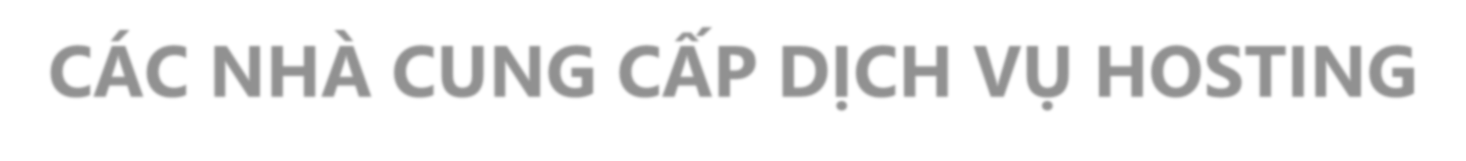 CÁC NHÀ CUNG CẤP DỊCH VỤ HOSTING